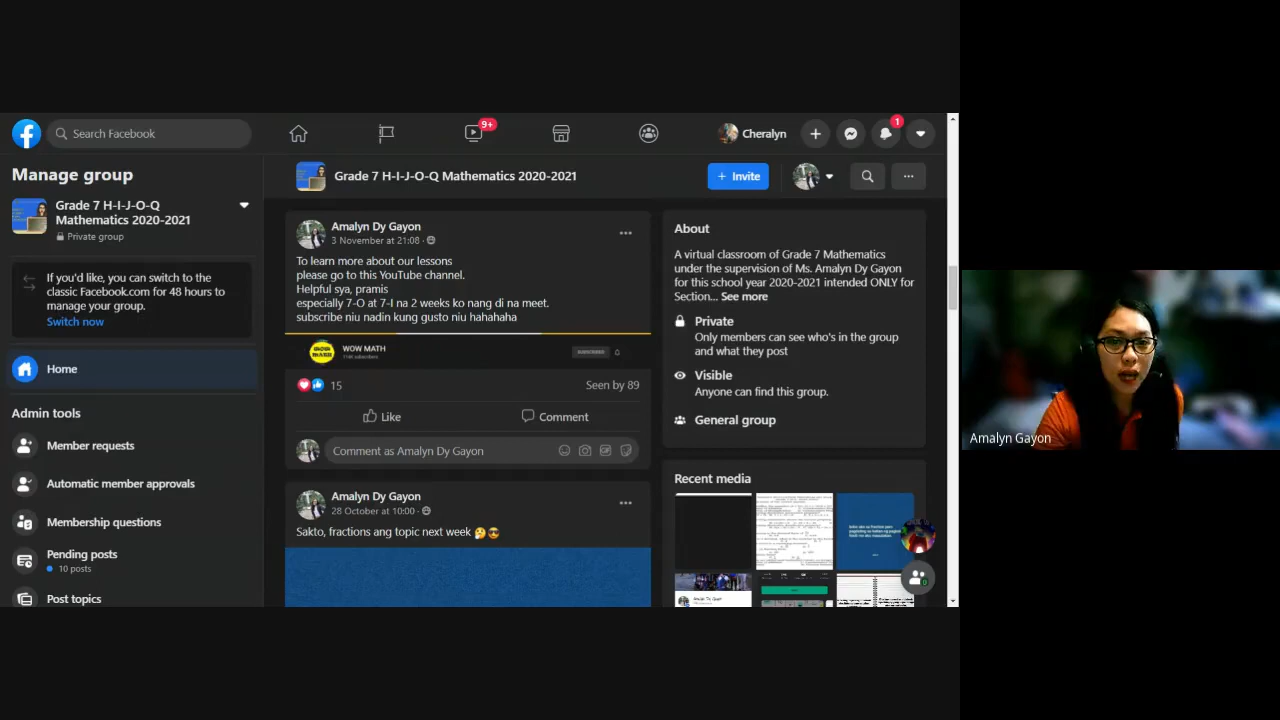 Search Facebook
9+
Cheralyn
1
Manage group
Grade 7 H-I-J-O-Q
Mathematics 2020-2021
Private group
If you'd like, you can switch to the
classic Facebook.com for 48 hours to
manage your group.
Switch now
Home
Admin tools
Member requests
Automatic member approvals
Membership questions
Pending posts
10 posts
Post topics
Grade 7 H-I-J-O-Q Mathematics 2020-2021
+ Invite
Amalyn Dy Gayon
3 November at 21:08
To learn more about our lessons
please go to this YouTube channel.
Helpful sya, pramis
especially 7-O at 7-I na 2 weeks ko nang di na meet.
subscribe niu nadin kung gusto niu hahahaha
WOW MATH
SUBSCRIBED
15
Seen by 89
Like
Comment
Comment as Amalyn Dy Gayon
Amalyn Dy Gayon
28 October at 10:00
Sakto, fractions ang topic next week 🤔😎
About
A virtual classroom of Grade 7 Mathematics
under the supervision of Ms. Amalyn Dy Gayon
for this school year 2020-2021 intended ONLY for
Section... See more
Private
Only members can see who's in the group
and what they post
Visible
Anyone can find this group.
General group
Recent media
Amalyn Gayon